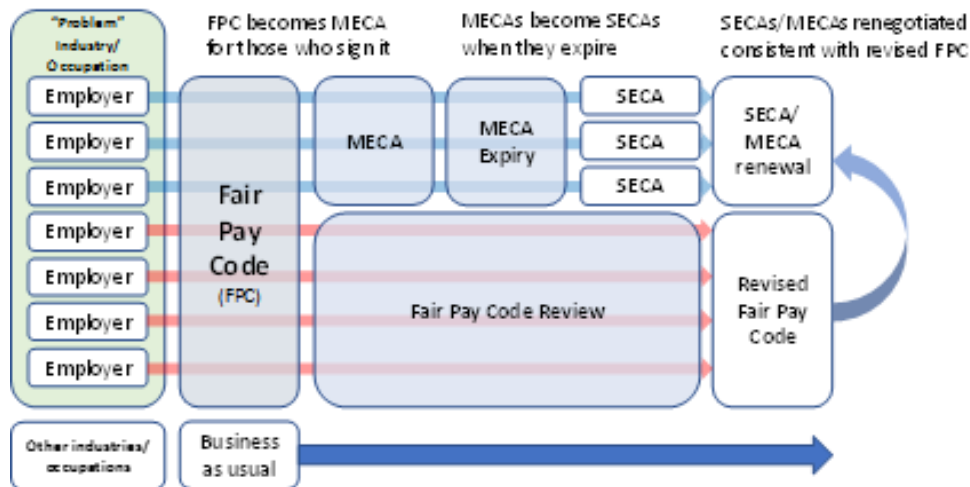 "Problem"
Industry/
Occupation
FPC becomes MECA
for those who sign it
MECAs become SECAs
when they expire
SECAs/MECAs renegotiated
consistent with revised FPC
Employer
Employer
Employer
Employer
Employer
Employer
Employer
Fair
Pay
Code
(FPC)
MECA
MECA
Expiry
SECA
SECA
SECA
SECA/
MECA
renewal
Fair Pay Code Review
Revised
Fair Pay
Code
Other industries/
occupations
Business
as usual